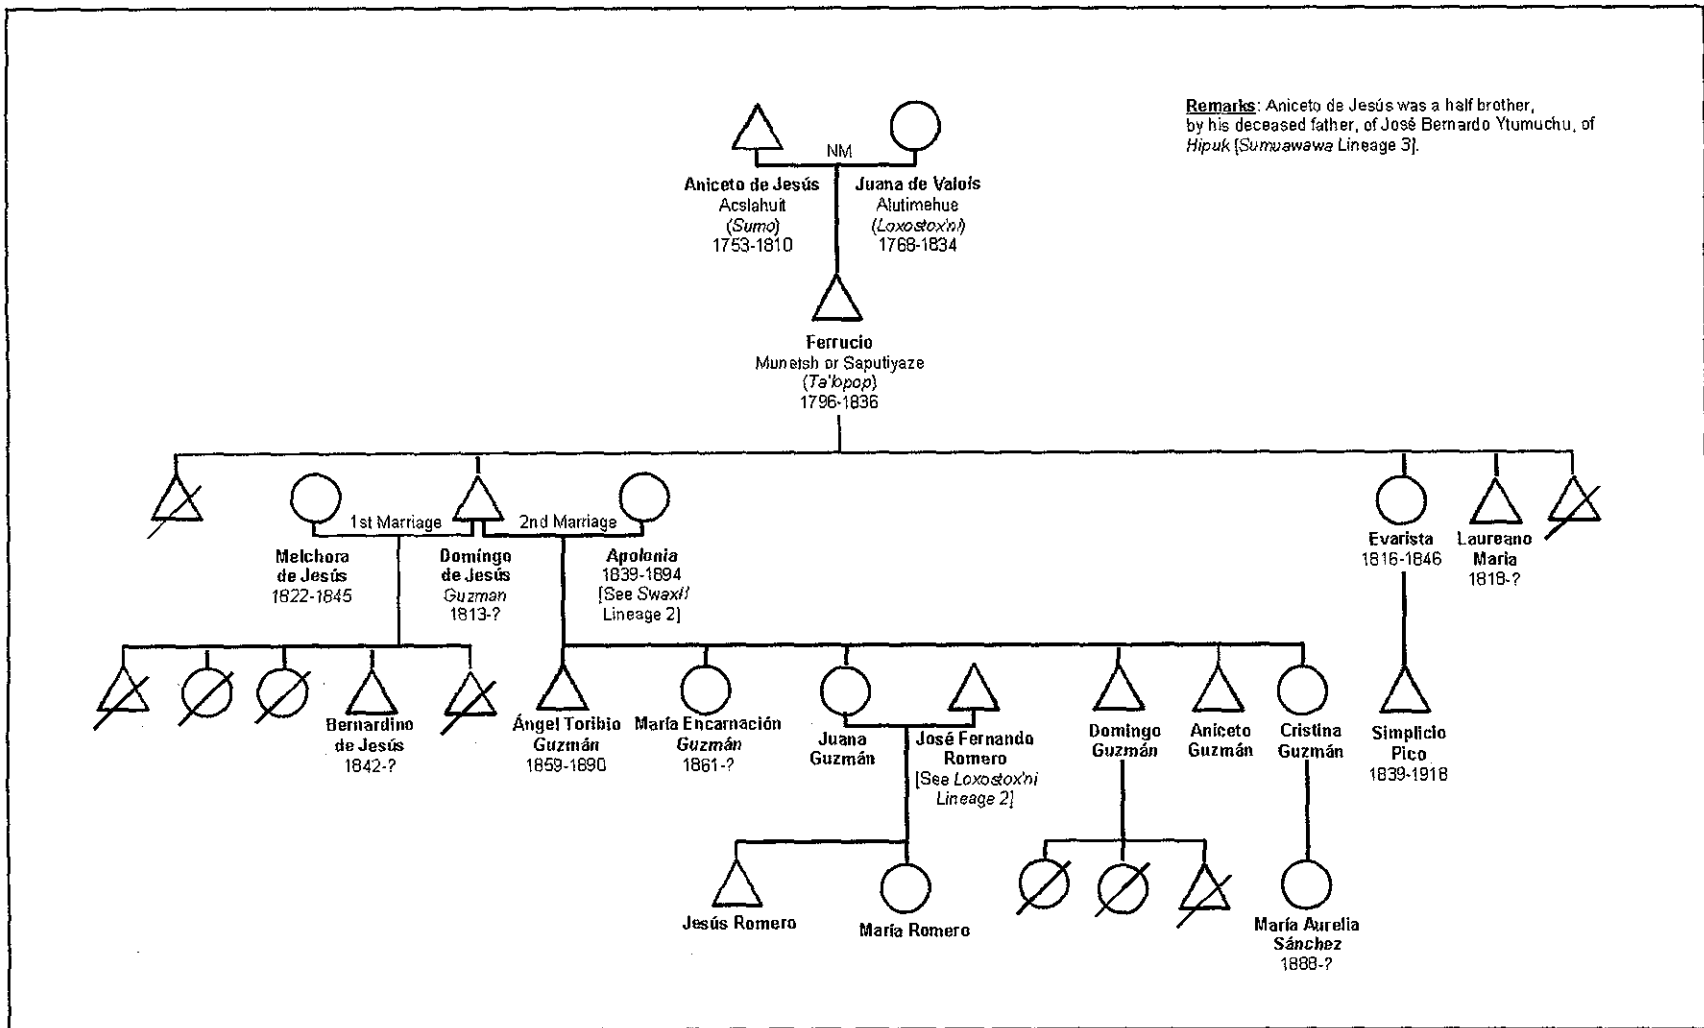 Remarks: Aniceto de Jesús was a half brother,
by his deceased father, of José Bernardo Ytumuchu, of
Hipuk [Sumuawawa Lineage 3].
NM
Aniceto de Jesús
Acslahuit
(Sumo)
1753-1810
Juana de Valois
Alutimehue
(Loxostox'ni)
1768-1834
Ferrucio
Munetsh or Saputiyaze
(Ta'lopop)
1796-1836
1st Marriage
2nd Marriage
Melchora
de Jesús
1822-1845
Domingo
de Jesús
Guzman
1813-?
Apolonia
1839-1894
[See Swaxil
Lineage 2]
Evarista
1816-1846
Laureano
Maria
1818-?
Bernardino
de Jesús
1842-?
Ángel Toribio
Guzmán
1859-1890
María Encarnación
Guzmán
1861-?
Juana
Guzmán
José Fernando
Romero
[See Loxostox'ni
Lineage 2]
Domingo
Guzmán
Aniceto
Guzmán
Cristina
Guzmán
Simplicio
Pico
1839-1918
Jesús Romero
María Romero
María Aurelia
Sánchez
1888-?